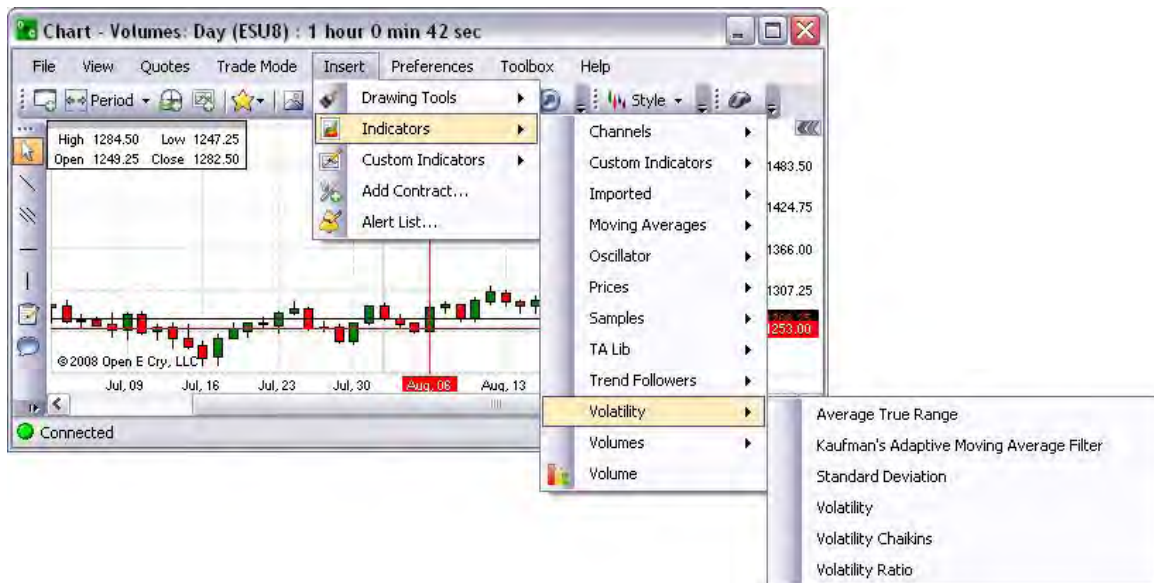 Chart - Volumes: Day (ESU8) : 1 hour 0 min 42 sec
File View Quotes Trade Mode Insert Preferences Toolbox Help
Period Style
High 1284.50 Low 1247.25
Open 1249.25 Close 1282.50
Drawing Tools
Indicators
Custom Indicators
Add Contract...
Alert List...
Channels
Custom Indicators
Imported
Moving Averages
Oscillator
Prices
Samples
TA Lib
Trend Followers
Volatility
Volumes
Volume
Average True Range
Kaufman's Adaptive Moving Average Filter
Standard Deviation
Volatility
Volatility Chaikins
Volatility Ratio
1483.50
1424.75
1366.00
1307.25
1253.00
©2008 Open E Cry, LLC
Jul, 09 Jul, 16 Jul, 23 Jul, 30 Aug, 06 Aug, 13
Connected